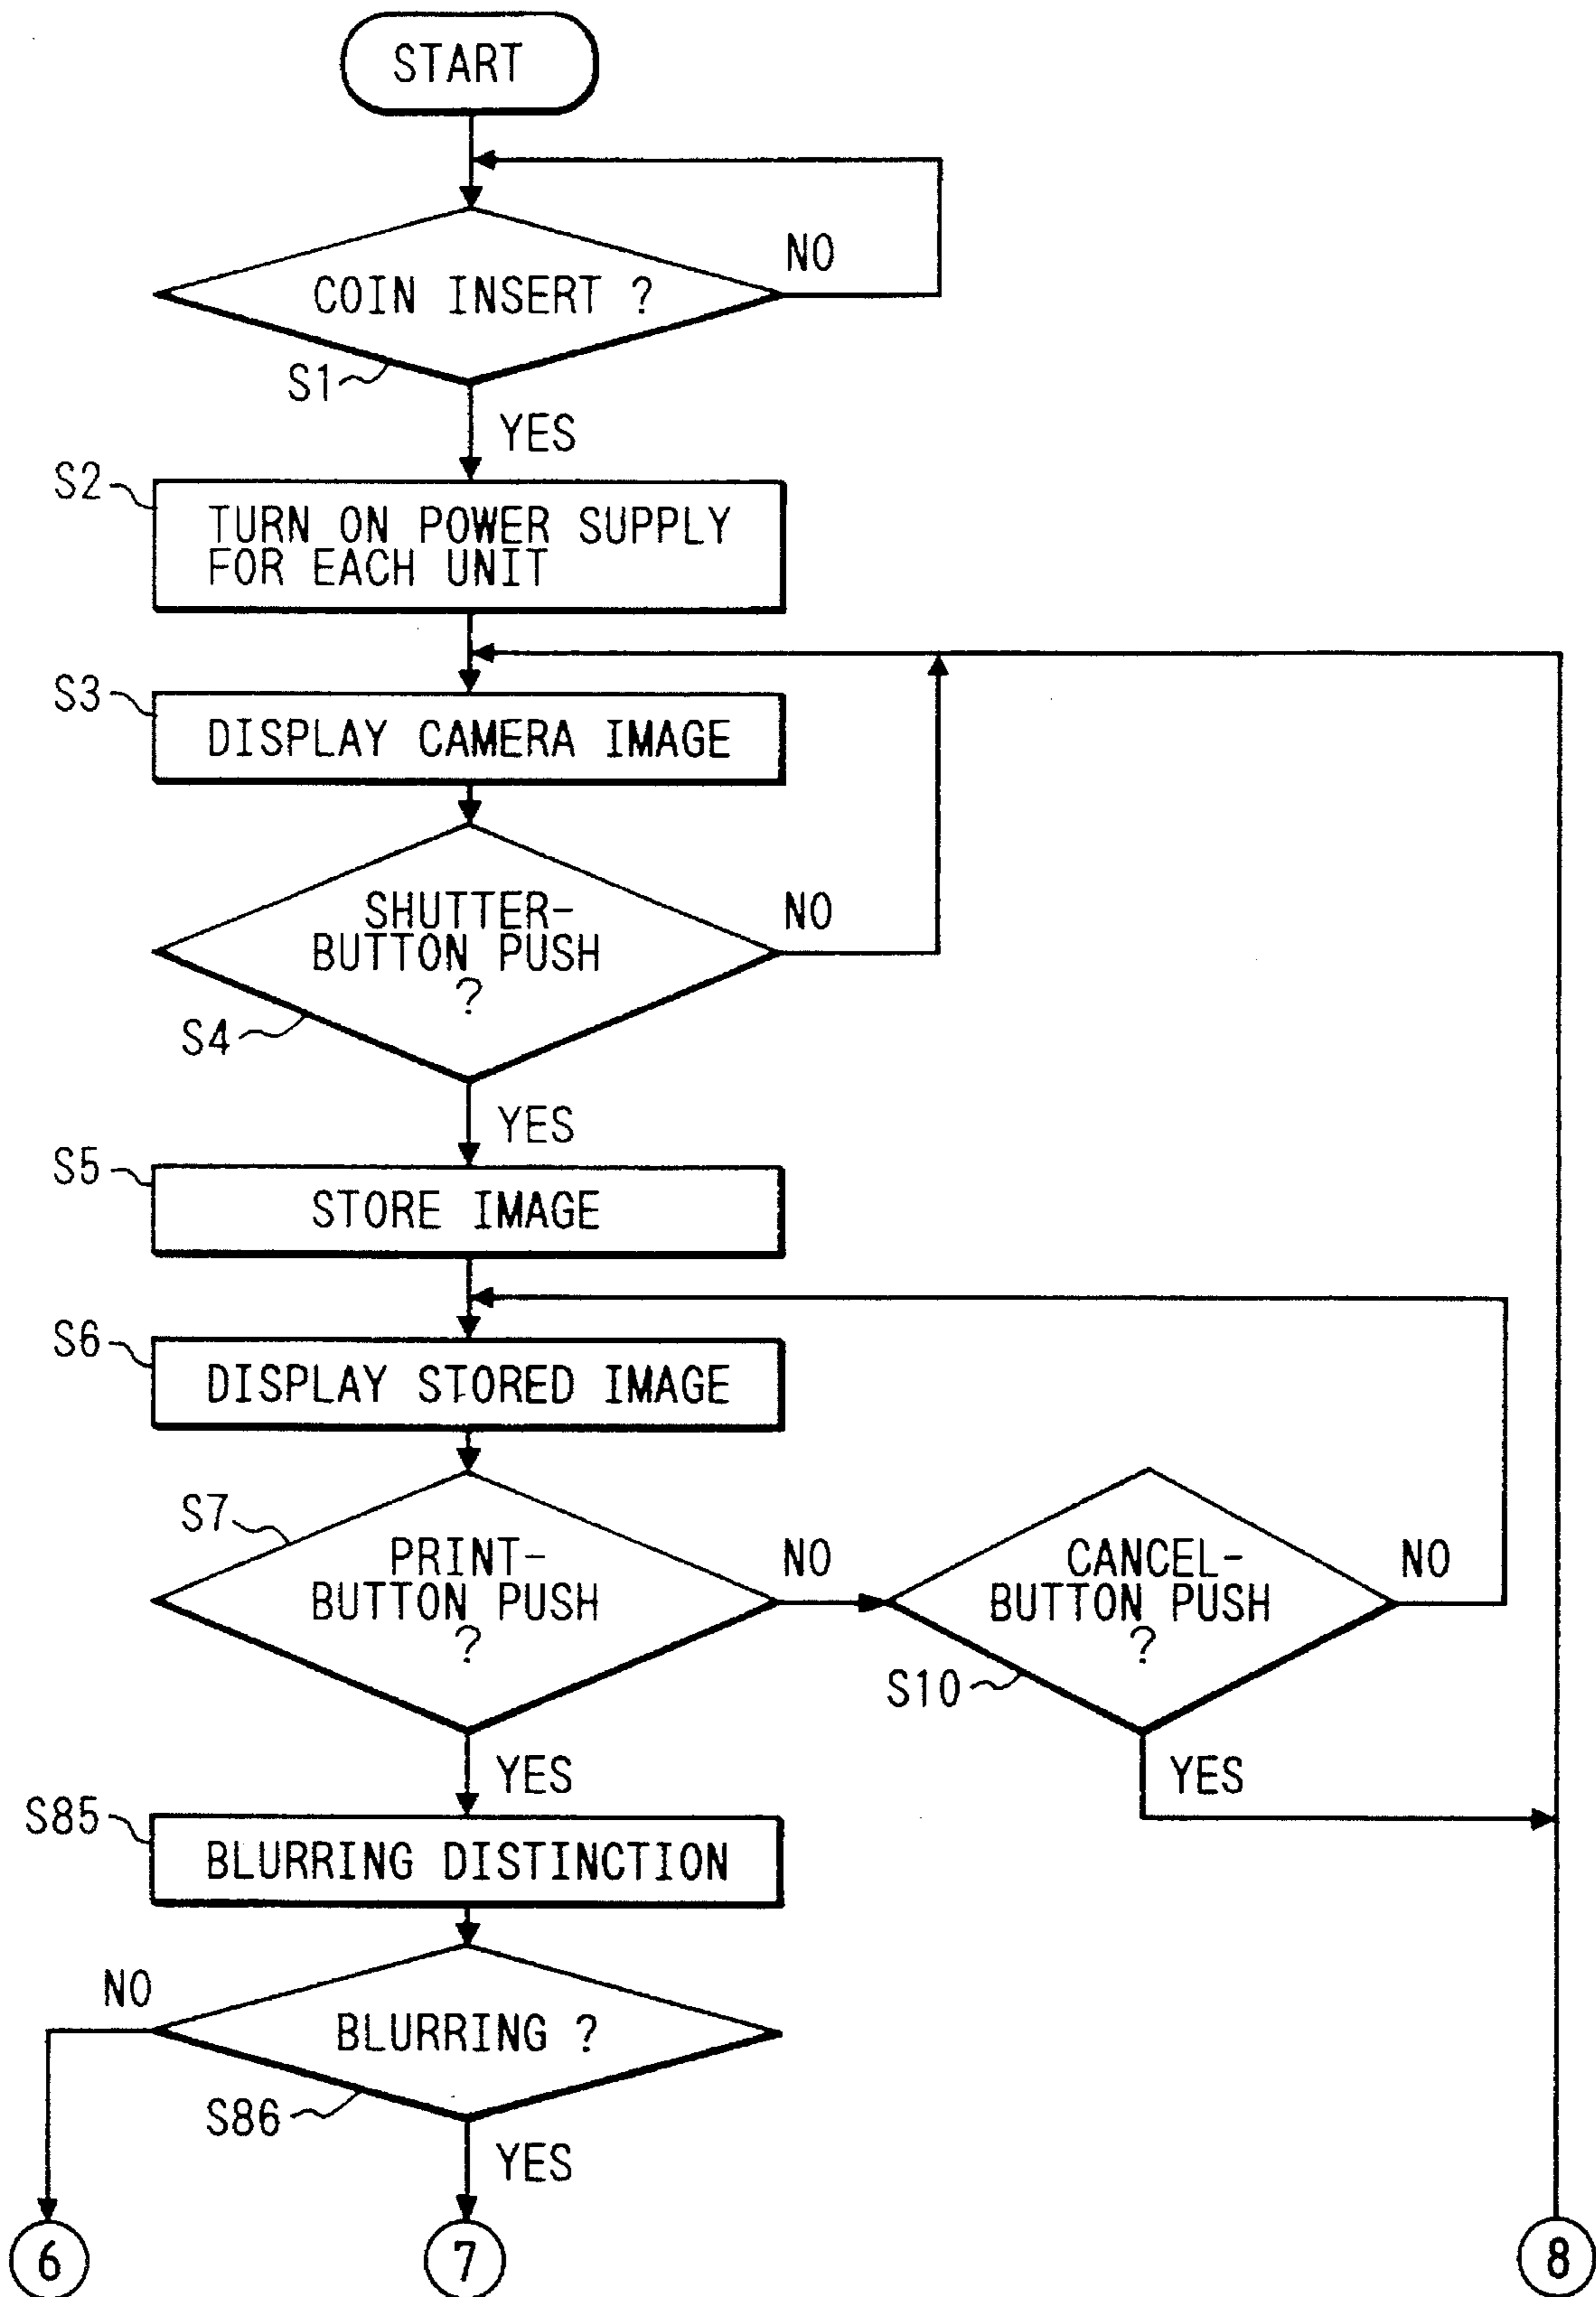 START
NO
COIN INSERT ?
S1
YES
S2
TURN ON POWER SUPPLY
FOR EACH UNIT
S3
DISPLAY CAMERA IMAGE
SHUTTER-
BUTTON PUSH
?
NO
S4
YES
S5
STORE IMAGE
S6
DISPLAY STORED IMAGE
S7
PRINT-
BUTTON PUSH
?
NO
CANCEL-
BUTTON PUSH
?
NO
S10
YES
YES
S85
BLURRING DISTINCTION
NO
BLURRING ?
S86
YES
6
7
8